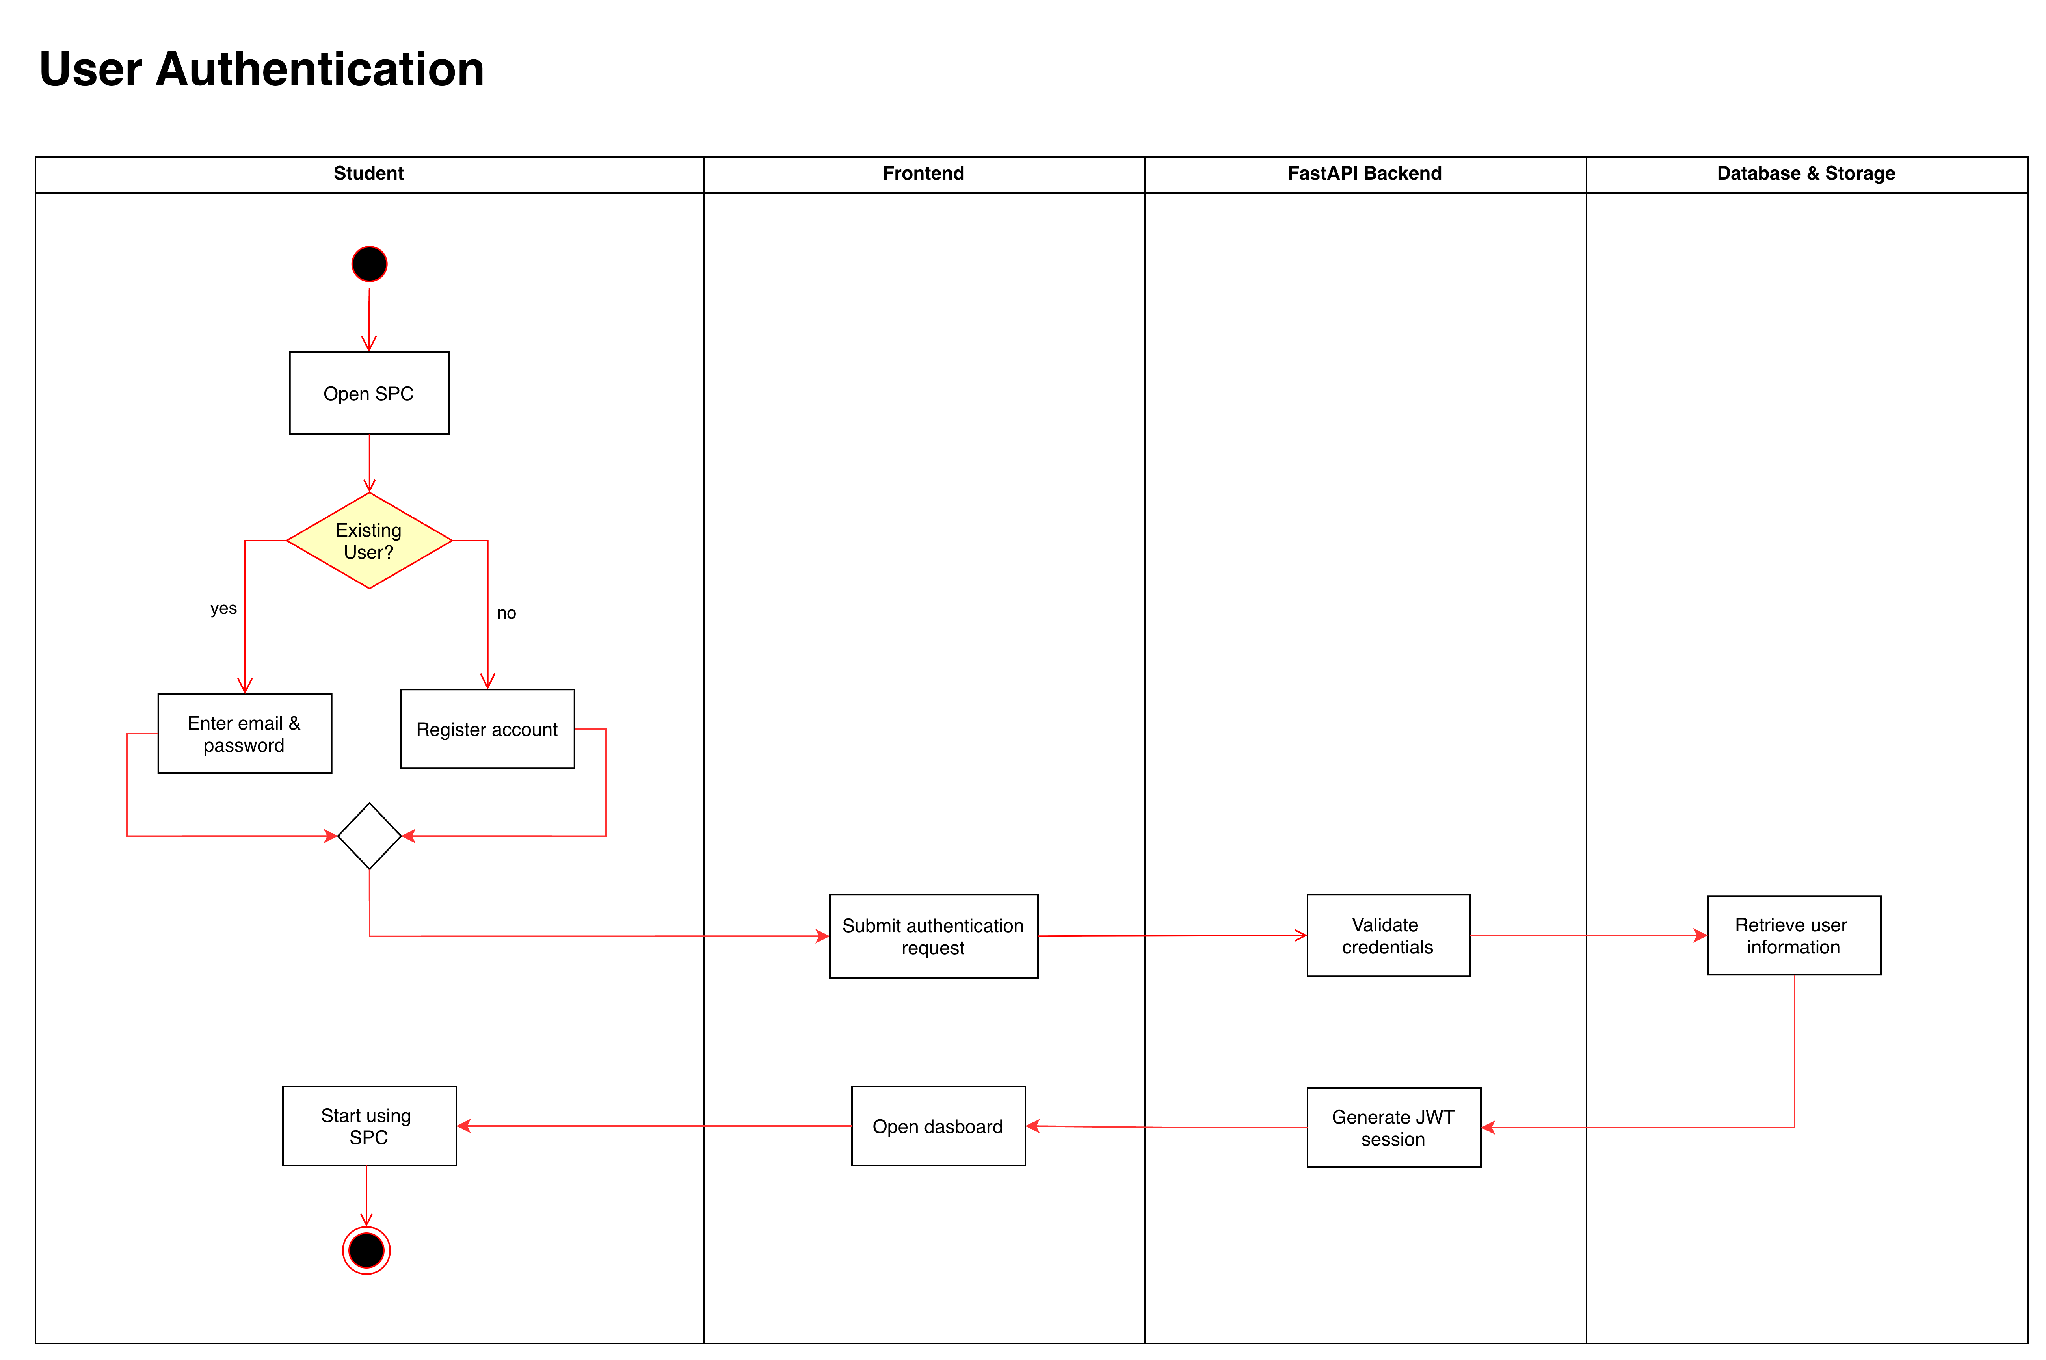 User Authentication
Student
Frontend
FastAPI Backend
Database & Storage
Open SPC
Existing
User?
yes
no
Enter email &
password
Register account
Submit authentication
request
Validate
credentials
Retrieve user
information
Start using
SPC
Open dasboard
Generate JWT
session